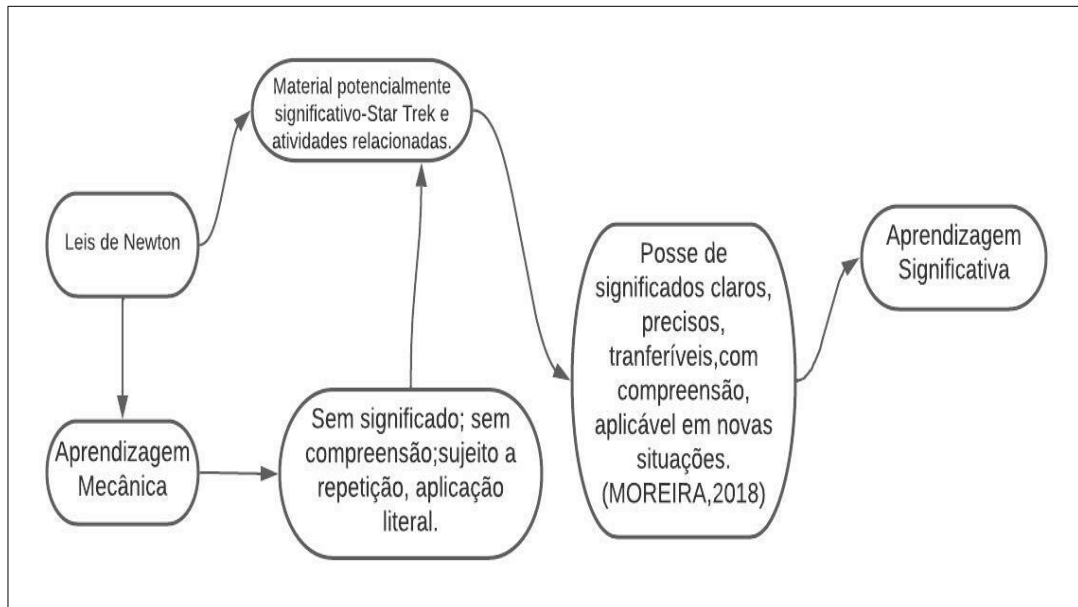 Material potencialmente
significativo-Star Trek e
atividades relacionadas.
Leis de Newton
Aprendizagem
Mecânica
Sem significado; sem
compreensão;sujeito a
repetição, aplicação
literal.
Posse de
significados claros,
precisos,
tranferíveis,com
compreensão,
aplicável em novas
situações.
(MOREIRA,2018)
Aprendizagem
Significativa